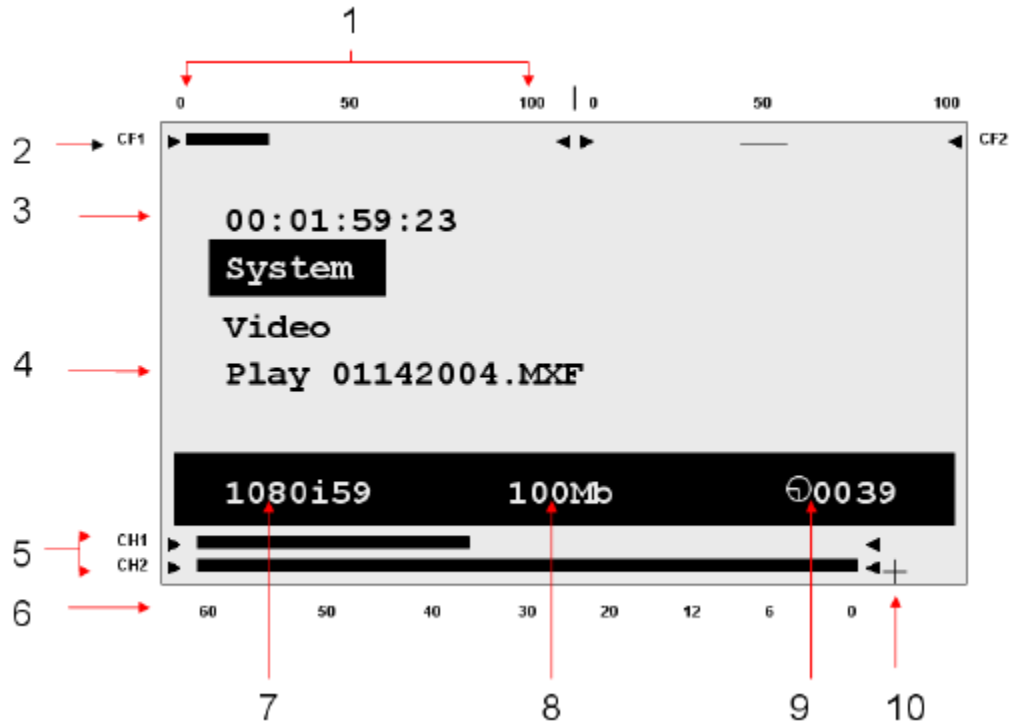 1
0 50 100 0 50 100
2 CF1 CF2
3 00:01:59:23
System
Video
4 Play 01142004.MXF
1080i59 100Mb 0039
5 CH1
CH2
6 60 50 40 30 20 12 6 0
7 8 9 10